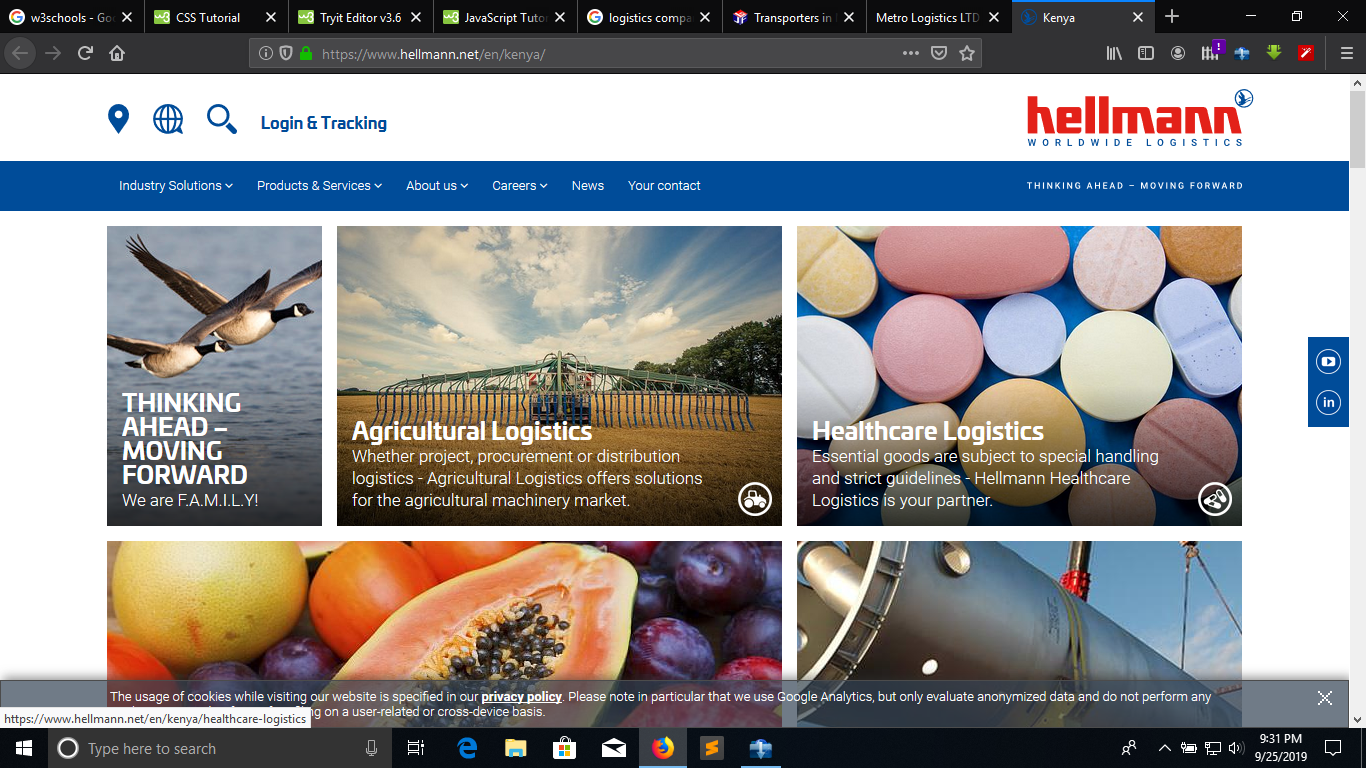 w3schools - Goo
CSS Tutorial
Tryit Editor v3.6
JavaScript Tutor
logistics compa
Transporters in
Metro Logistics LTD
Kenya
https://www.hellmann.net/en/kenya/
Login & Tracking
hellmann
WORLDWIDE LOGISTICS
Industry Solutions
Products & Services
About us
Careers
News
Your contact
THINKING AHEAD – MOVING FORWARD
THINKING
AHEAD –
MOVING
FORWARD
We are F.A.M.I.L.Y!
Agricultural Logistics
Whether project, procurement or distribution
logistics - Agricultural Logistics offers solutions
for the agricultural machinery market.
Healthcare Logistics
Essential goods are subject to special handling
and strict guidelines - Hellmann Healthcare
Logistics is your partner.
in
The usage of cookies while visiting our website is specified in our privacy policy. Please note in particular that we use Google Analytics, but only evaluate anonymized data and do not perform any
on a user-related or cross-device basis.
https://www.hellmann.net/en/kenya/healthcare-logistics
Type here to search
9:31 PM
9/25/2019